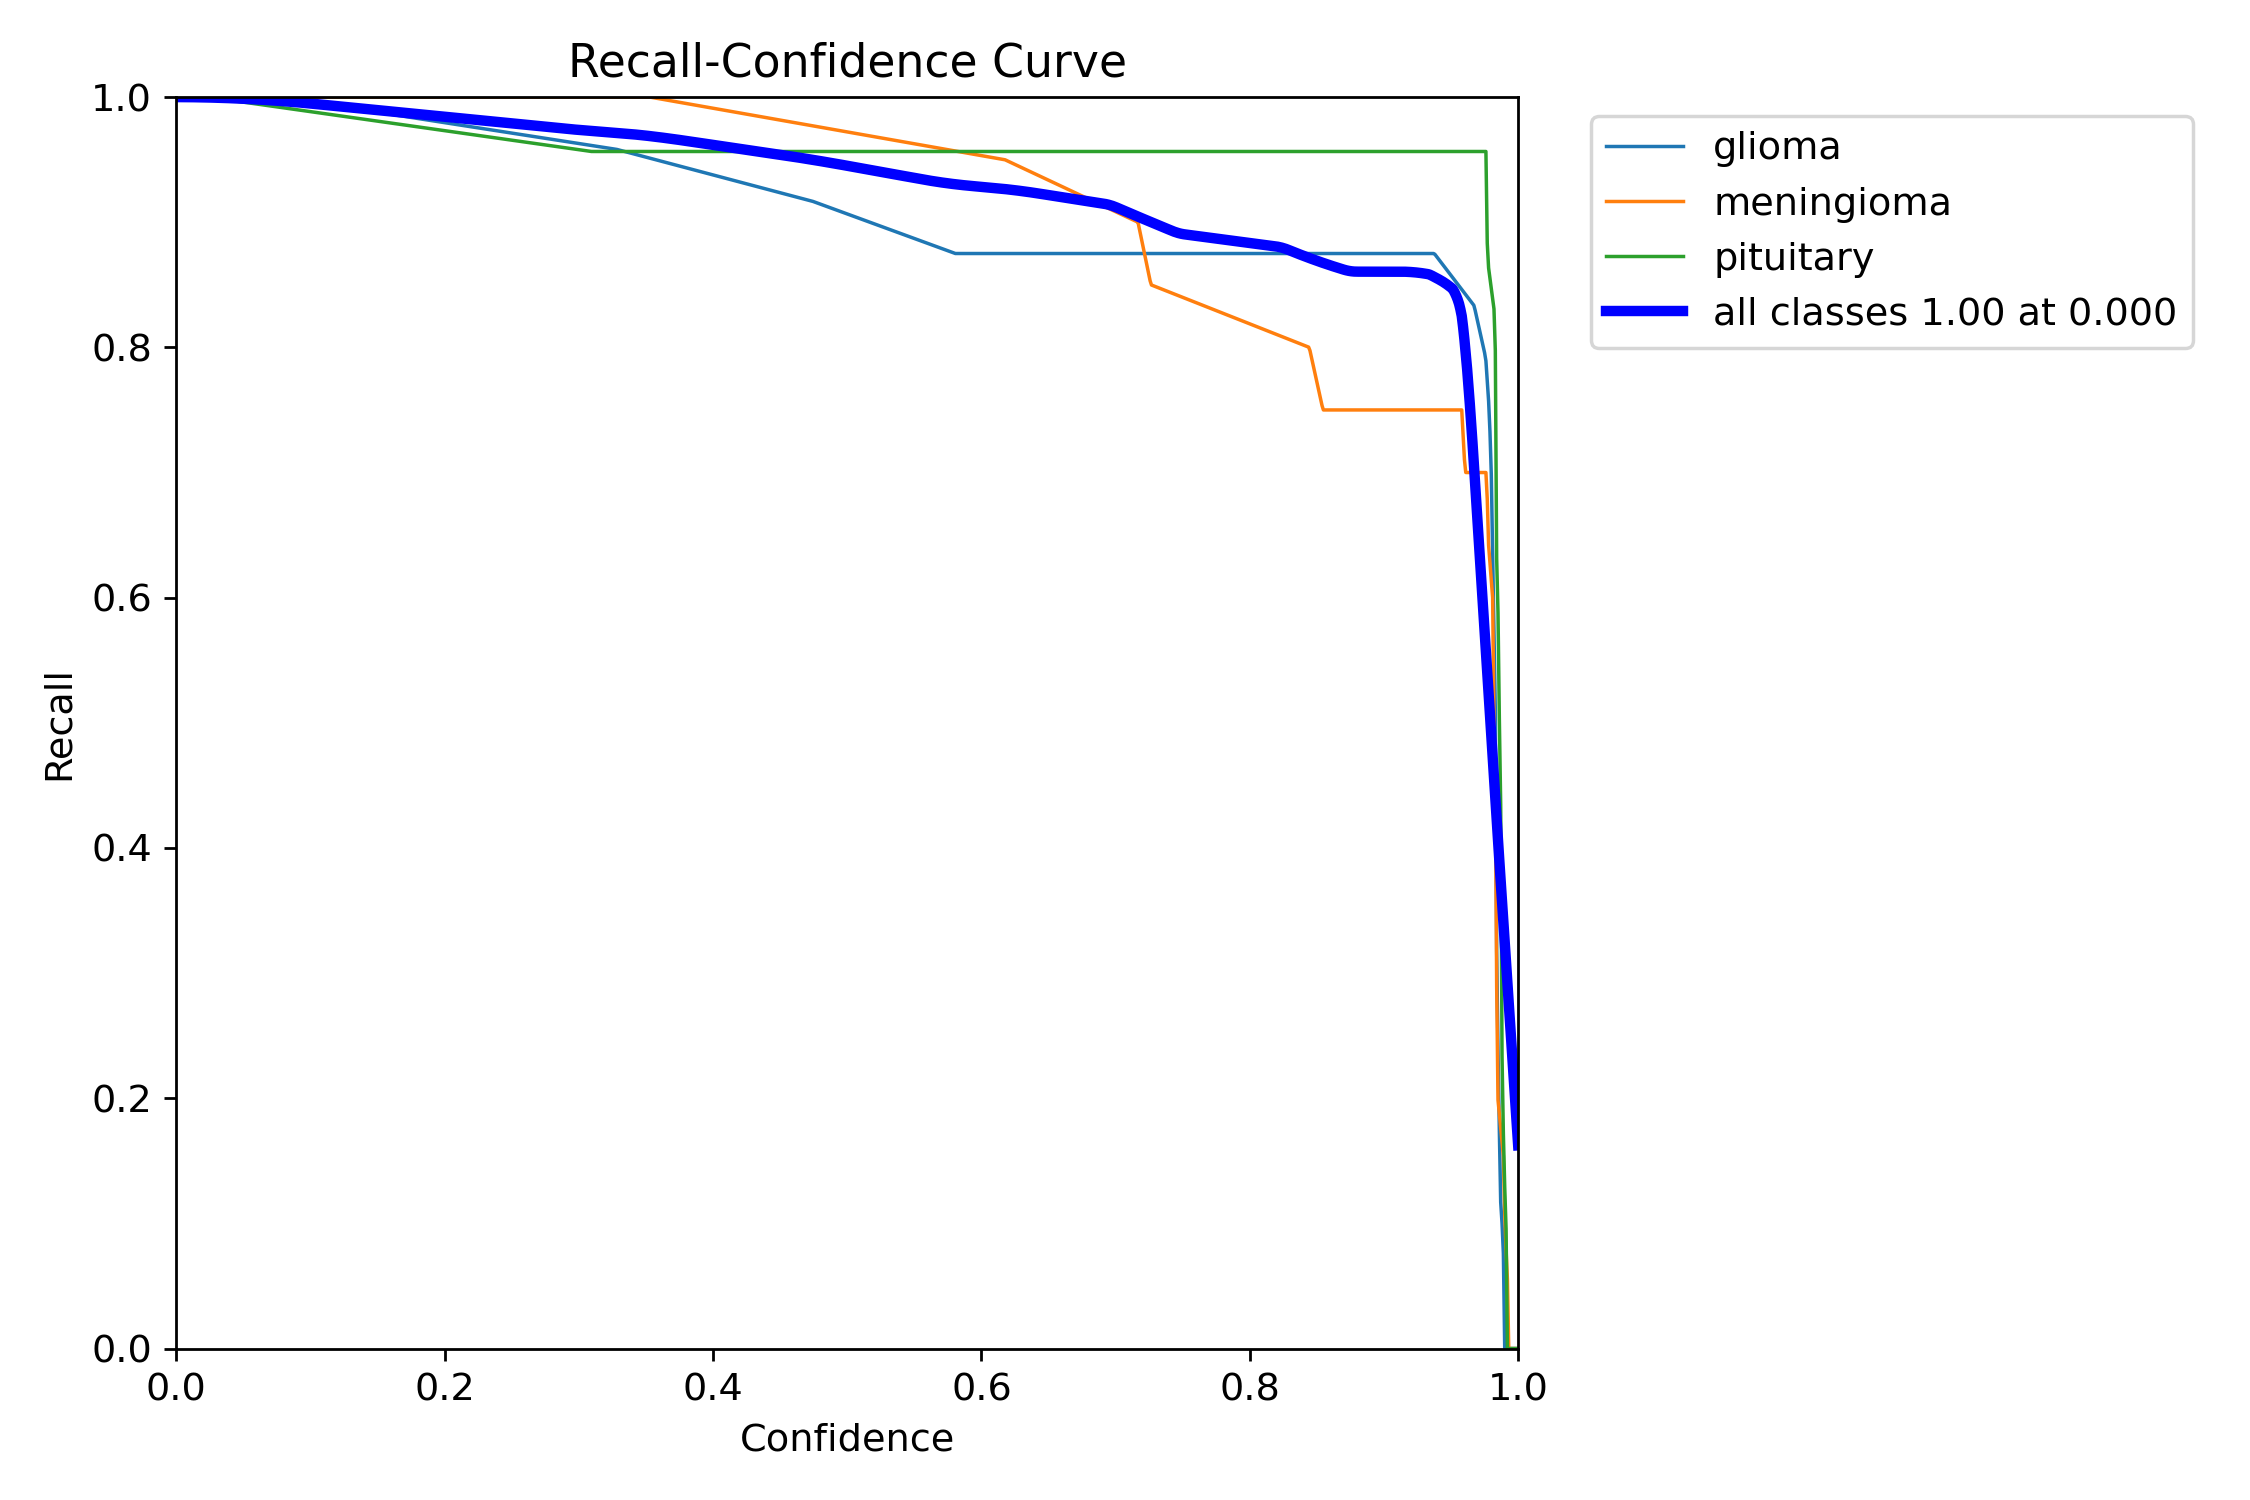 Recall-Confidence Curve
1.0
0.8
0.6
0.4
0.2
0.0
Recall
0.0 0.2 0.4 0.6 0.8 1.0
Confidence
glioma
meningioma
pituitary
all classes 1.00 at 0.000